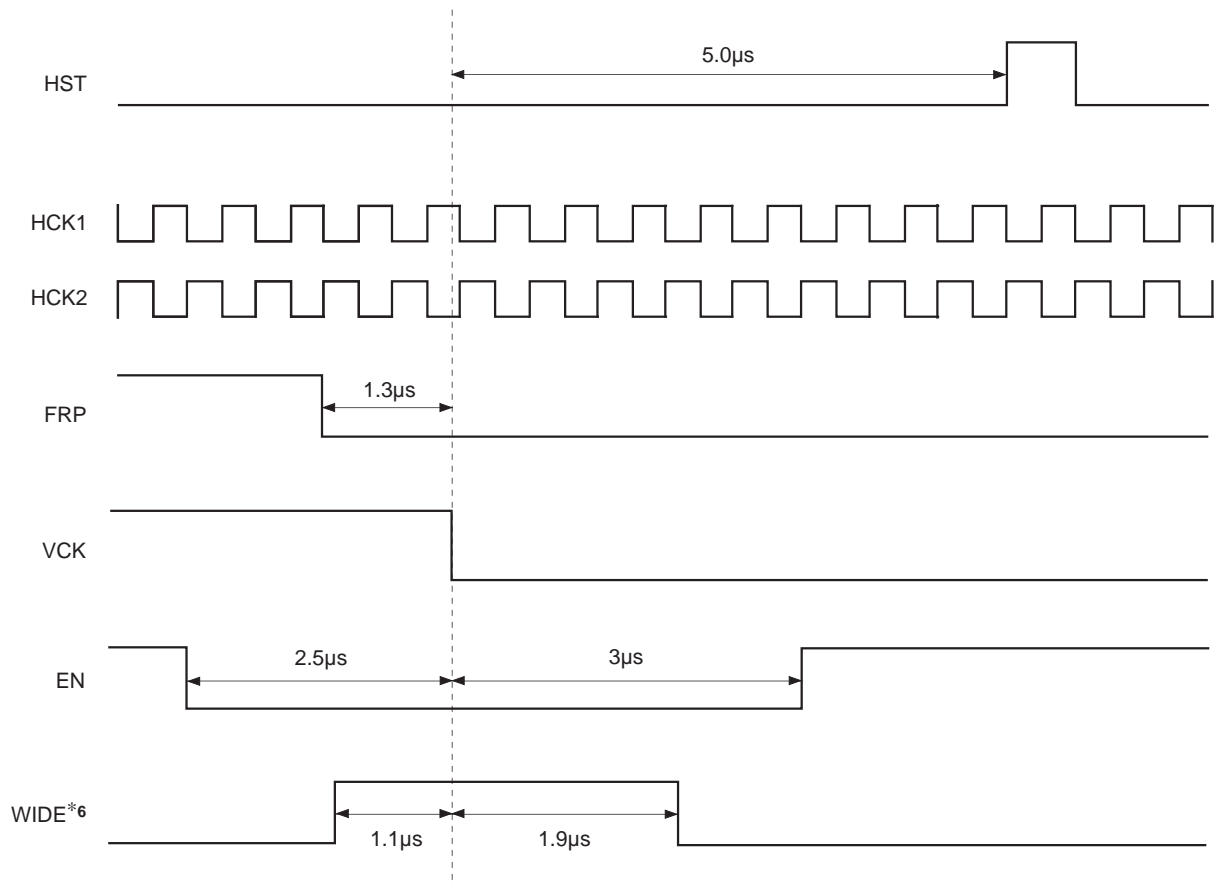 5.0μs
HST
HCK1
HCK2
1.3μs
FRP
VCK
2.5μs
3μs
EN
WIDE*6
1.1μs
1.9μs